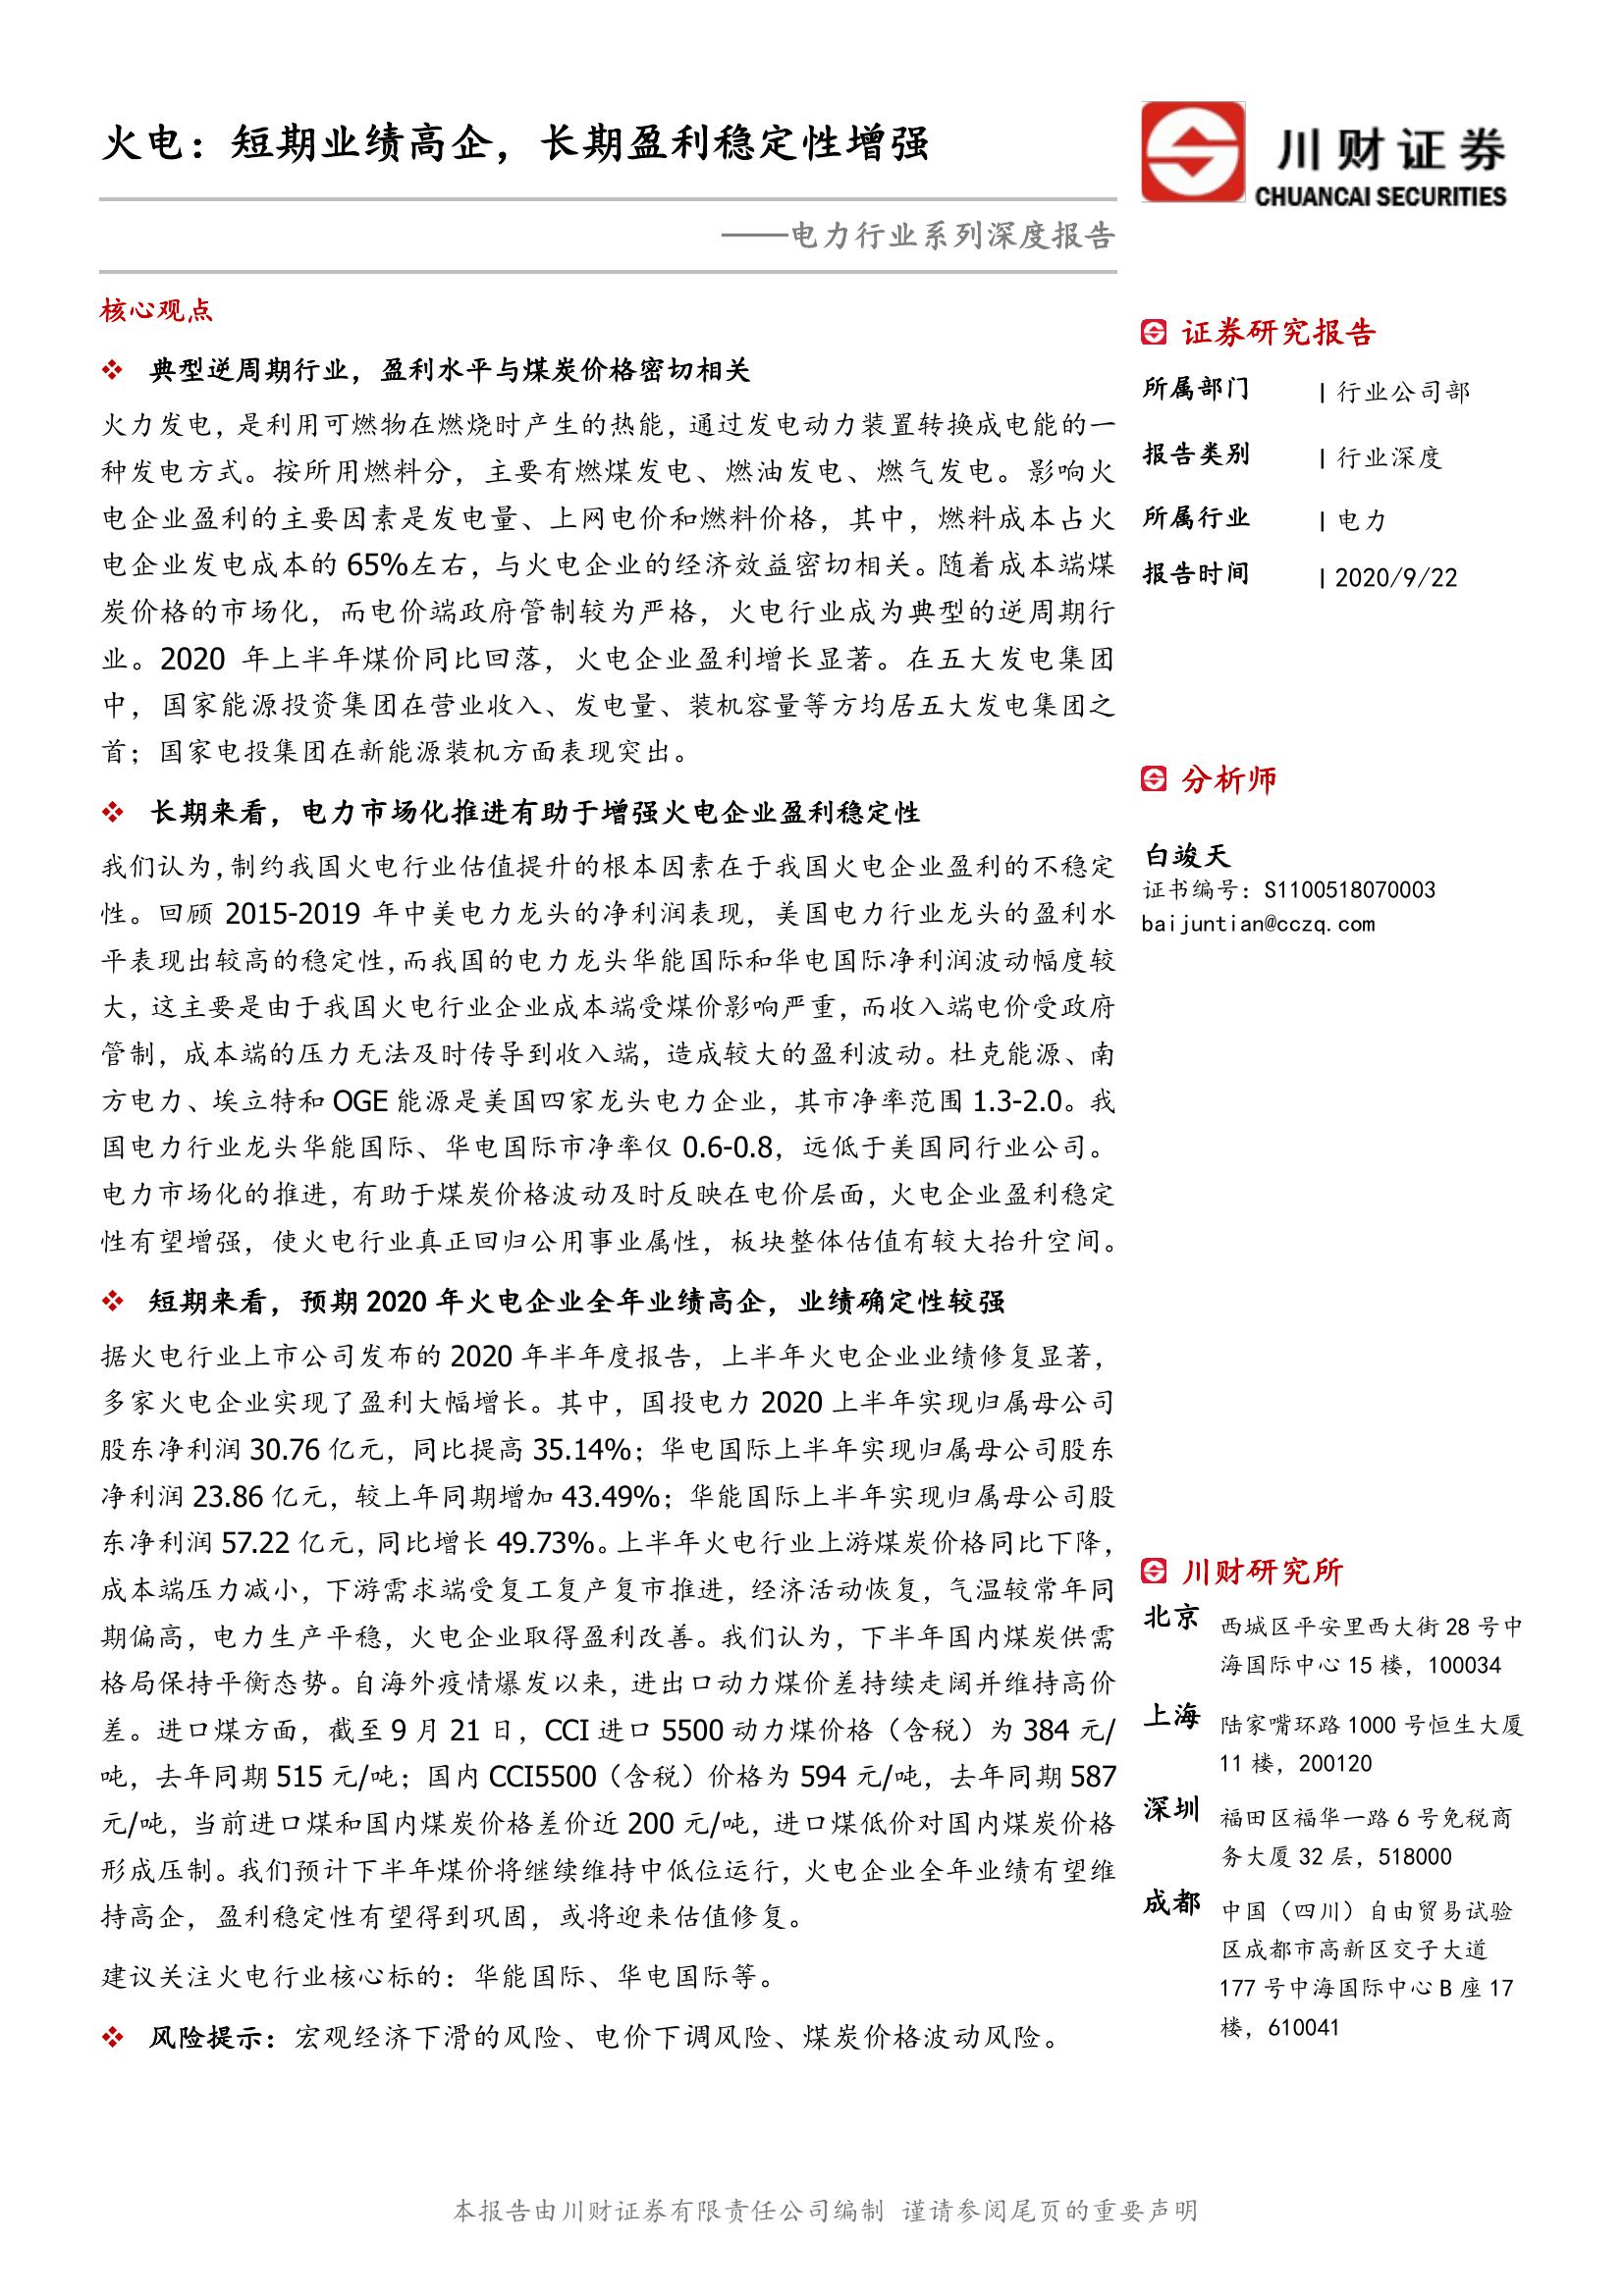 火电：短期业绩高企，长期盈利稳定性增强
川财证券
CHUANCAI SECURITIES
——电力行业系列深度报告
核心观点
❖ 典型逆周期行业，盈利水平与煤炭价格密切相关
火力发电，是利用可燃物在燃烧时产生的热能，通过发电动力装置转换成电能的一
种发电方式。按所用燃料分，主要有燃煤发电、燃油发电、燃气发电。影响火
电企业盈利的主要因素是发电量、上网电价和燃料价格，其中，燃料成本占火
电企业发电成本的 65%左右，与火电企业的经济效益密切相关。随着成本端煤
炭价格的市场化，而电价端政府管制较为严格，火电行业成为典型的逆周期行
业。2020 年上半年煤价同比回落，火电企业盈利增长显著。在五大发电集团
中，国家能源投资集团在营业收入、发电量、装机容量等方均居五大发电集团之
首；国家电投集团在新能源装机方面表现突出。
❖ 长期来看，电力市场化推进有助于增强火电企业盈利稳定性
我们认为，制约我国火电行业估值提升的根本因素在于我国火电企业盈利的不稳定
性。回顾 2015-2019 年中美电力龙头的净利润表现，美国电力行业龙头的盈利水
平表现出较高的稳定性，而我国的电力龙头华能国际和华电国际净利润波动幅度较
大，这主要是由于我国火电行业企业成本端受煤价影响严重，而收入端电价受政府
管制，成本端的压力无法及时传导到收入端，造成较大的盈利波动。杜克能源、南
方电力、埃立特和 OGE 能源是美国四家龙头电力企业，其市净率范围 1.3-2.0。我
国电力行业龙头华能国际、华电国际市净率仅 0.6-0.8，远低于美国同行业公司。
电力市场化的推进，有助于煤炭价格波动及时反映在电价层面，火电企业盈利稳定
性有望增强，使火电行业真正回归公用事业属性，板块整体估值有较大抬升空间。
❖ 短期来看，预期 2020 年火电企业全年业绩高企，业绩确定性较强
据火电行业上市公司发布的 2020 年半年度报告，上半年火电企业业绩修复显著，
多家火电企业实现了盈利大幅增长。其中，国投电力 2020 上半年实现归属母公司
股东净利润 30.76 亿元，同比提高 35.14%；华电国际上半年实现归属母公司股东
净利润 23.86 亿元，较上年同期增加 43.49%；华能国际上半年实现归属母公司股
东净利润 57.22 亿元，同比增长 49.73%。上半年火电行业上游煤炭价格同比下降，
成本端压力减小，下游需求端受复工复产复市推进，经济活动恢复，气温较常年同
期偏高，电力生产平稳，火电企业取得盈利改善。我们认为，下半年国内煤炭供需
格局保持平衡态势。自海外疫情爆发以来，进出口动力煤价差持续走阔并维持高价
差。进口煤方面，截至 9 月 21 日，CCI 进口 5500 动力煤价格（含税）为 384 元/
吨，去年同期 515 元/吨；国内 CCI5500（含税）价格为 594 元/吨，去年同期 587
元/吨，当前进口煤和国内煤炭价格差价近 200 元/吨，进口煤低价对国内煤炭价格
形成压制。我们预计下半年煤价将继续维持中低位运行，火电企业全年业绩有望维
持高企，盈利稳定性有望得到巩固，或将迎来估值修复。
建议关注火电行业核心标的：华能国际、华电国际等。
❖ 风险提示：宏观经济下滑的风险、电价下调风险、煤炭价格波动风险。
证券研究报告
所属部门 | 行业公司部
报告类别 | 行业深度
所属行业 | 电力
报告时间 | 2020/9/22
分析师
白竣天
证书编号：S1100518070003
baijuntian@cczq.com
川财研究所
北京 西城区平安里西大街 28 号中
海国际中心 15 楼，100034
上海 陆家嘴环路 1000 号恒生大厦
11 楼，200120
深圳 福田区福华一路 6 号免税商
务大厦 32 层，518000
成都 中国（四川）自由贸易试验
区成都市高新区交子大道
177 号中海国际中心 B 座 17
楼，610041
本报告由川财证券有限责任公司编制 谨请参阅尾页的重要声明